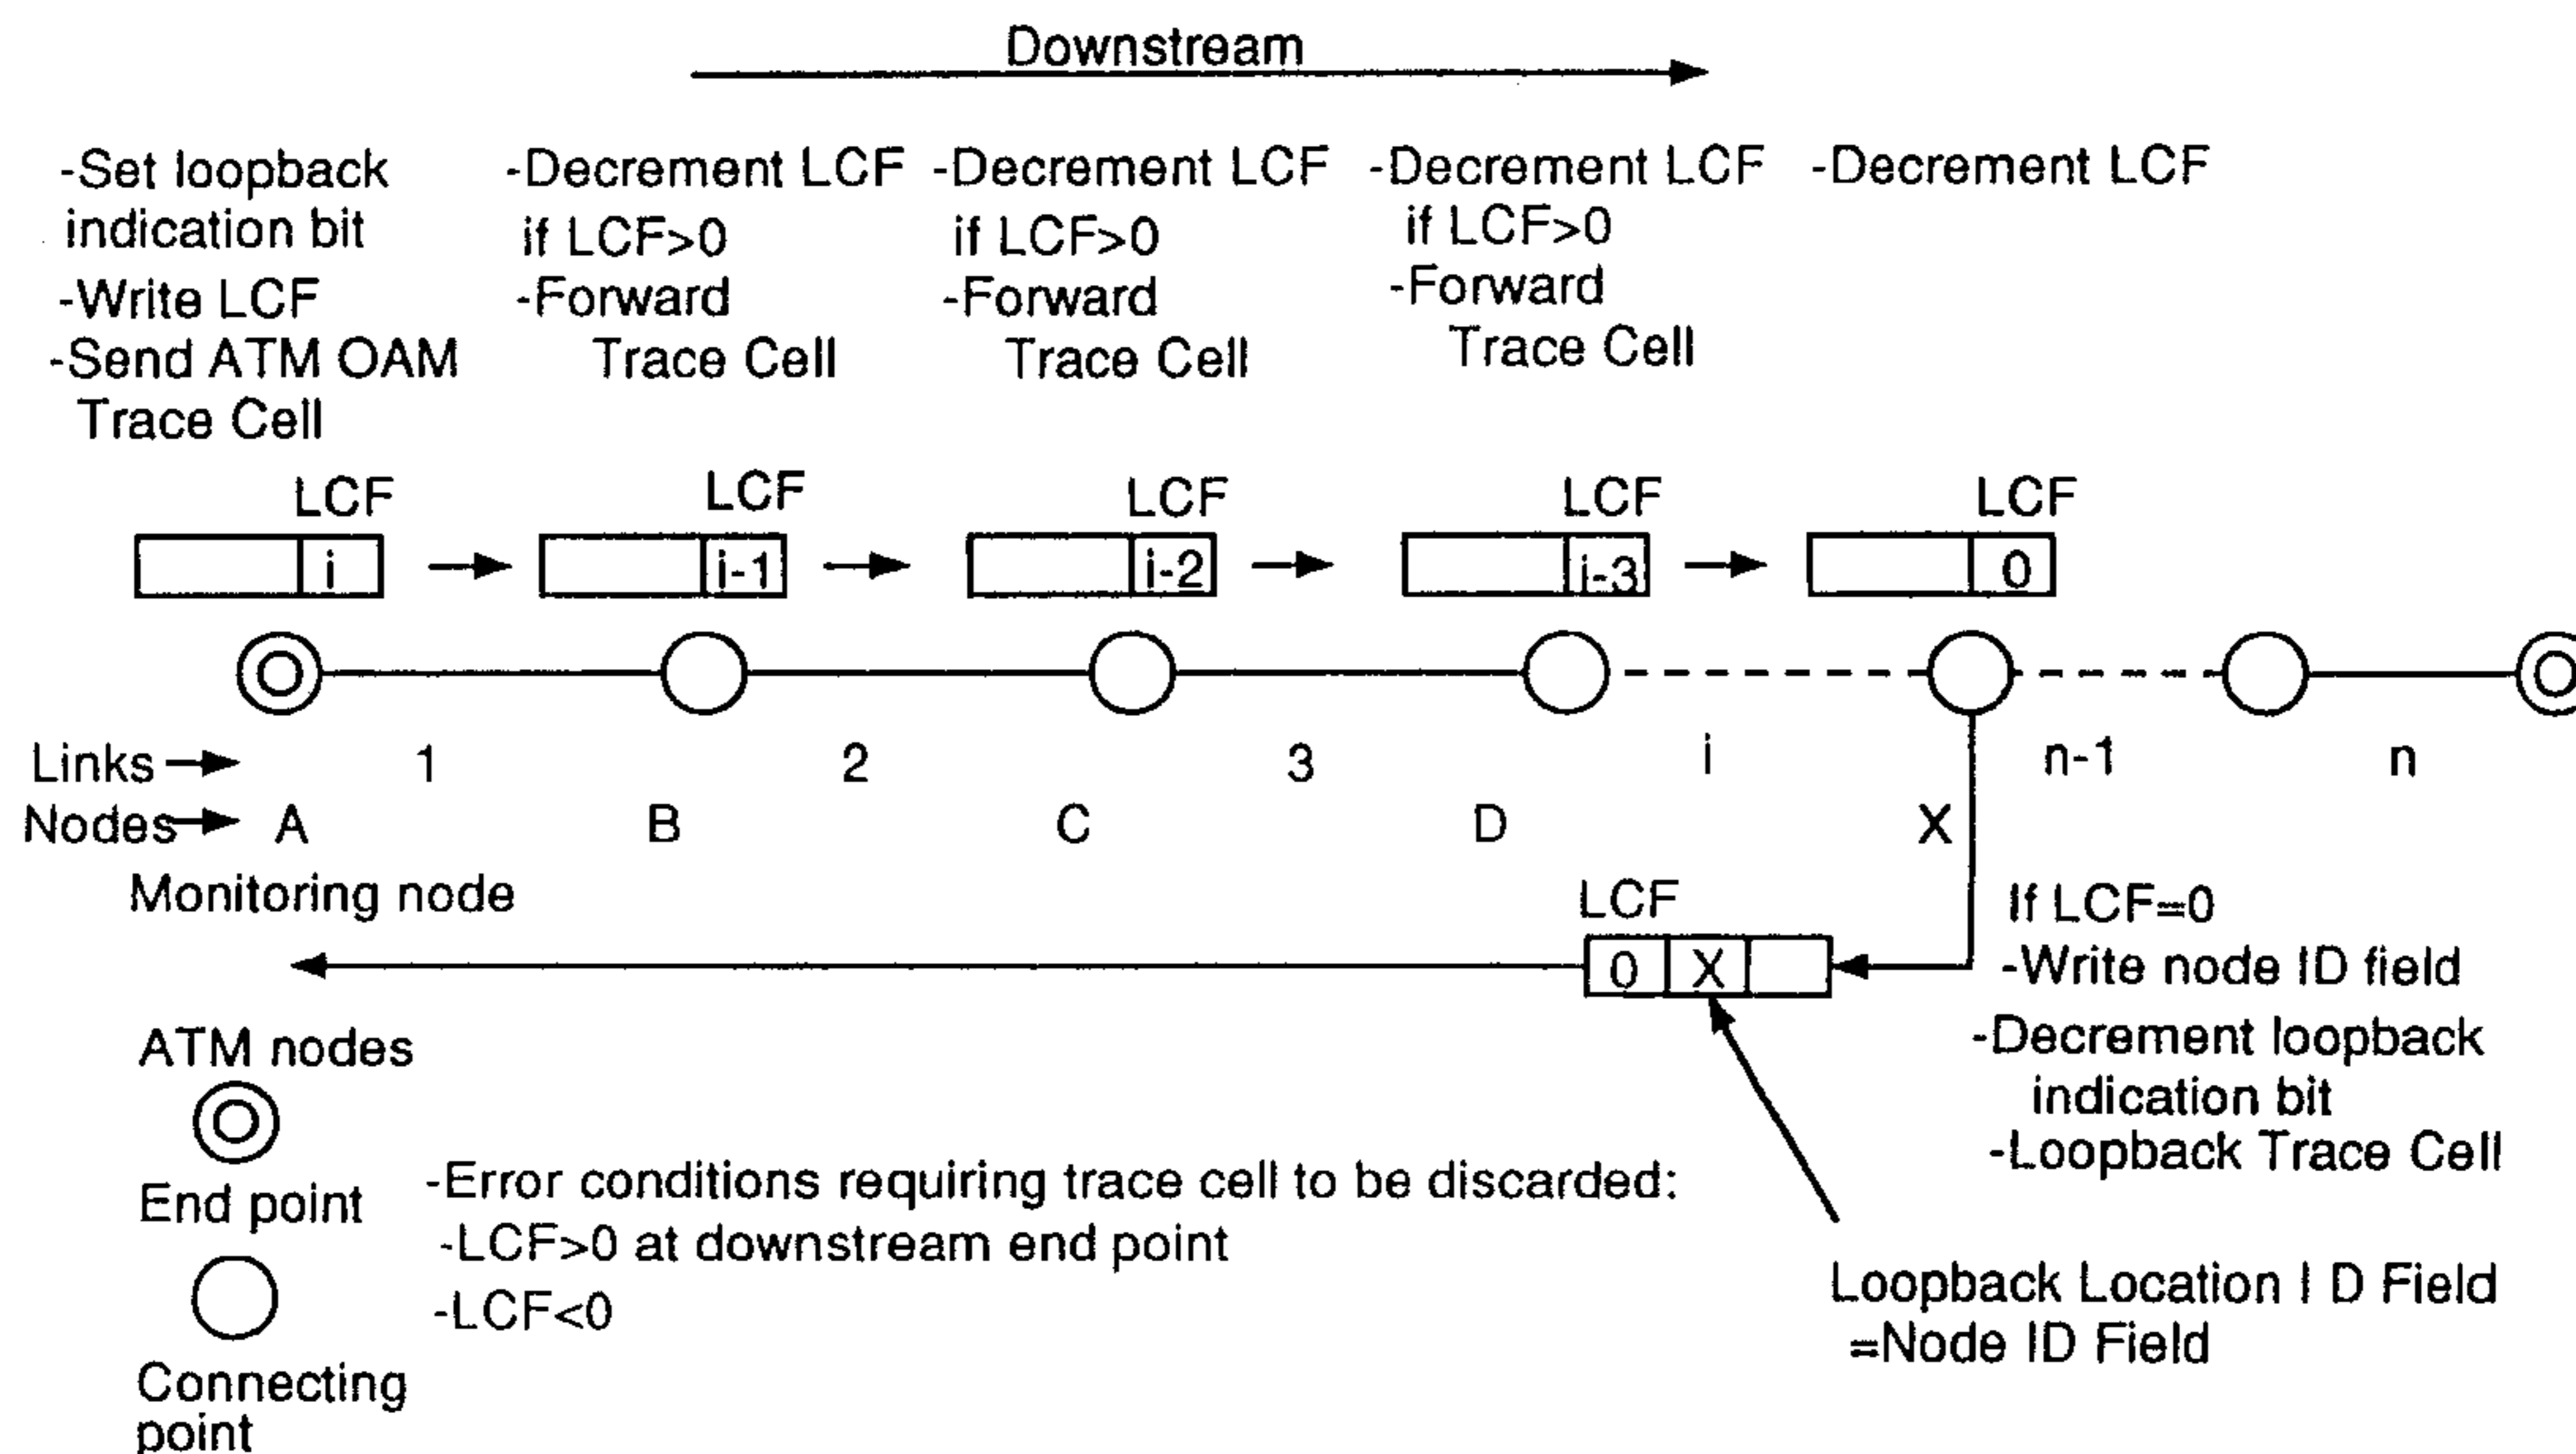 Downstream
-Set loopback
indication bit
-Write LCF
-Send ATM OAM
Trace Cell
-Decrement LCF
if LCF>0
-Forward
Trace Cell
-Decrement LCF
if LCF>0
-Forward
Trace Cell
-Decrement LCF
if LCF>0
-Forward
Trace Cell
-Decrement LCF
LCF LCF LCF LCF LCF
i i-1 i-2 i-3 0
Links 1 2 3 i n-1 n
Nodes A B C D X
Monitoring node
LCF
0 X
If LCF=0
-Write node ID field
-Decrement loopback
indication bit
-Loopback Trace Cell
Loopback Location I D Field
=Node ID Field
ATM nodes
End point
Connecting
point
-Error conditions requiring trace cell to be discarded:
-LCF>0 at downstream end point
-LCF<0